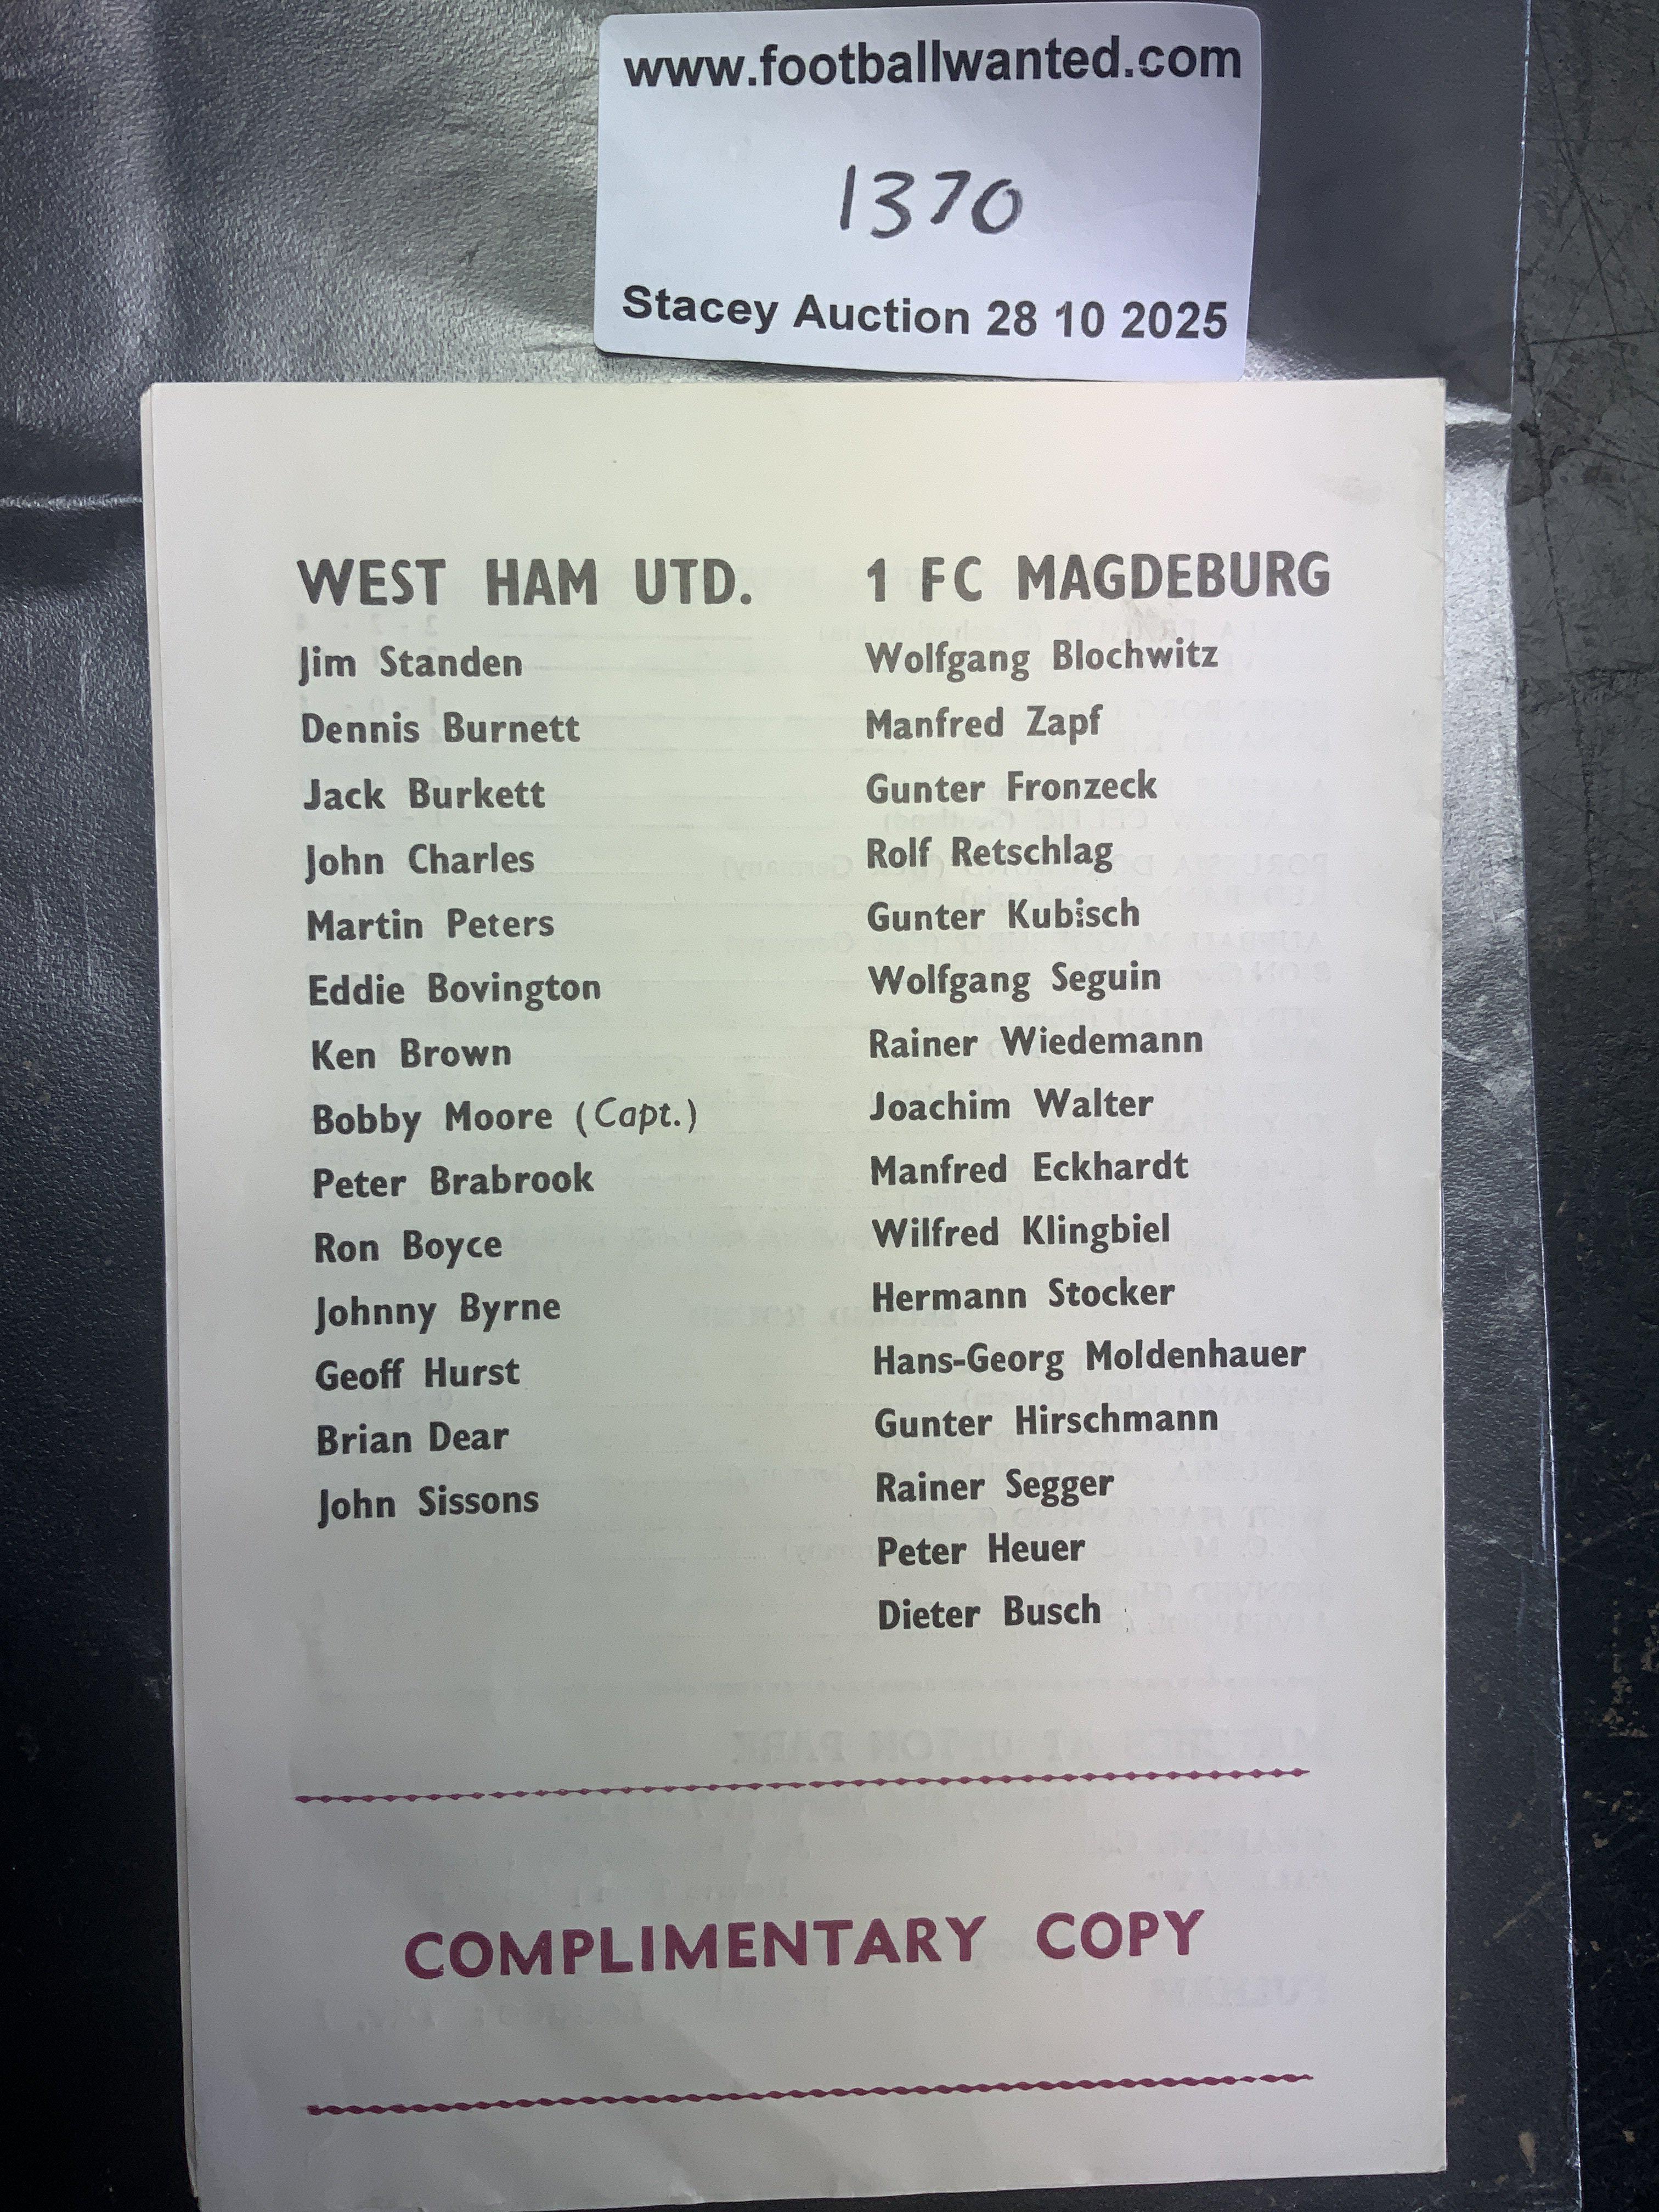 www.footballwanted.com
1370
Stacey Auction 28 10 2025
WEST HAM UTD.
Jim Standen
Dennis Burnett
Jack Burkett
John Charles
Martin Peters
Eddie Bovington
Ken Brown
Bobby Moore (Capt.)
Peter Brabrook
Ron Boyce
Johnny Byrne
Geoff Hurst
Brian Dear
John Sissons
1 FC MAGDEBURG
Wolfgang Blochwitz
Manfred Zapf
Gunter Fronzeck
Rolf Retschlag
Gunter Kubisch
Wolfgang Seguin
Rainer Wiedemann
Joachim Walter
Manfred Eckhardt
Wilfred Klingbiel
Hermann Stocker
Hans-Georg Moldenhauer
Gunter Hirschmann
Rainer Segger
Peter Heuer
Dieter Busch
COMPLIMENTARY COPY